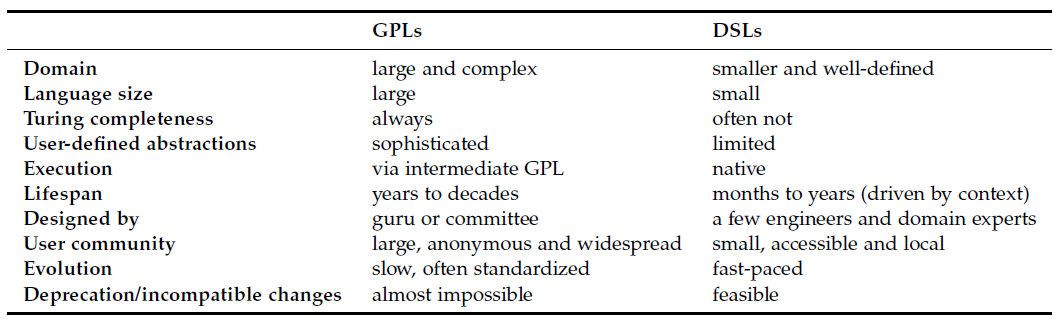 GPLs DSLs
Domain large and complex smaller and well-defined
Language size large small
Turing completeness always often not
User-defined abstractions sophisticated limited
Execution via intermediate GPL native
Lifespan years to decades months to years (driven by context)
Designed by guru or committee a few engineers and domain experts
User community large, anonymous and widespread small, accessible and local
Evolution slow, often standardized fast-paced
Deprecation/incompatible changes almost impossible feasible